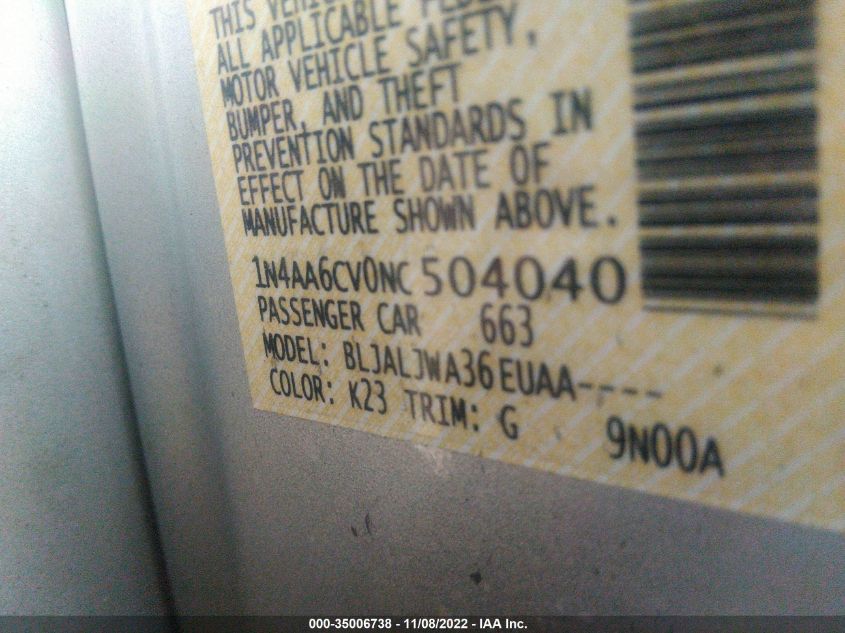 THIS VEHICLE
ALL APPLICABLE
MOTOR VEHICLE SAFETY,
BUMPER, AND THEFT
PREVENTION STANDARDS IN
EFFECT ON THE DATE OF
MANUFACTURE SHOWN ABOVE.
1N4AA6CV0NC504040
PASSENGER CAR 663
MODEL: BLJALJWA36EUAA----
COLOR: K23 TRIM: G 9N00A
000-35006738 - 11/08/2022 - IAA Inc.